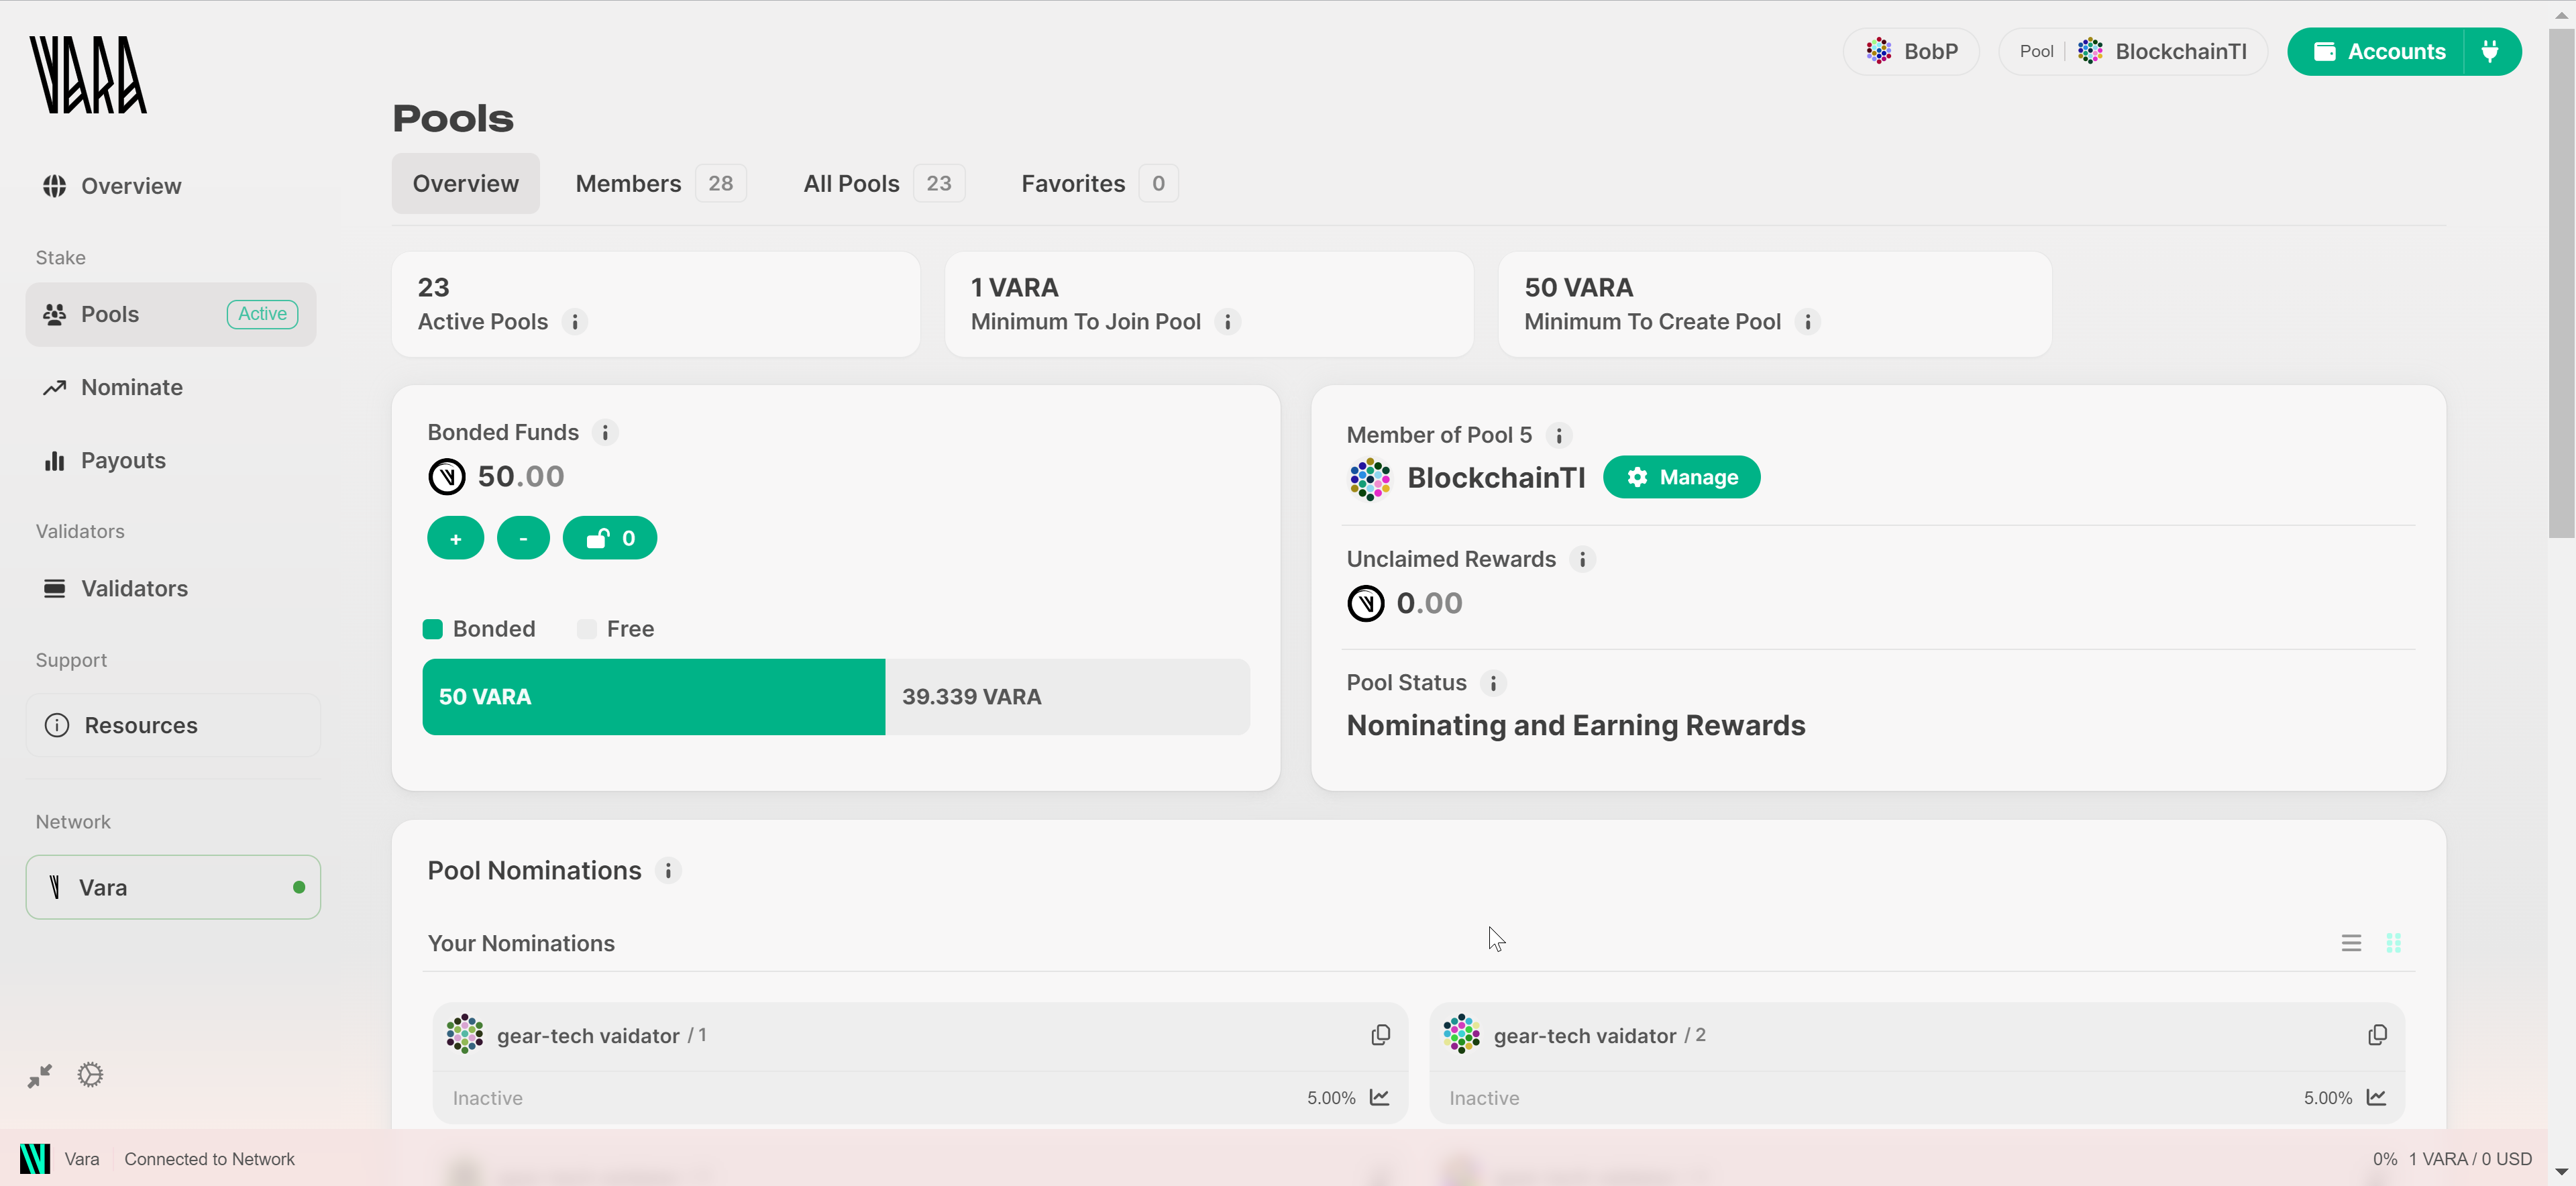 VARA
BobP
Pool
BlockchainTI
Accounts
Pools
Overview
Members 28
All Pools 23
Favorites 0
Overview
Stake
Pools
Active
Nominate
Payouts
Validators
Validators
Support
Resources
Network
Vara
23
Active Pools
1 VARA
Minimum To Join Pool
50 VARA
Minimum To Create Pool
Bonded Funds
50.00
+
-
0
Bonded
Free
50 VARA
39.339 VARA
Member of Pool 5
BlockchainTI
Manage
Unclaimed Rewards
0.00
Pool Status
Nominating and Earning Rewards
Pool Nominations
Your Nominations
gear-tech vaidator / 1
Inactive
5.00%
gear-tech vaidator / 2
Inactive
5.00%
Vara
Connected to Network
0%
1 VARA / 0 USD